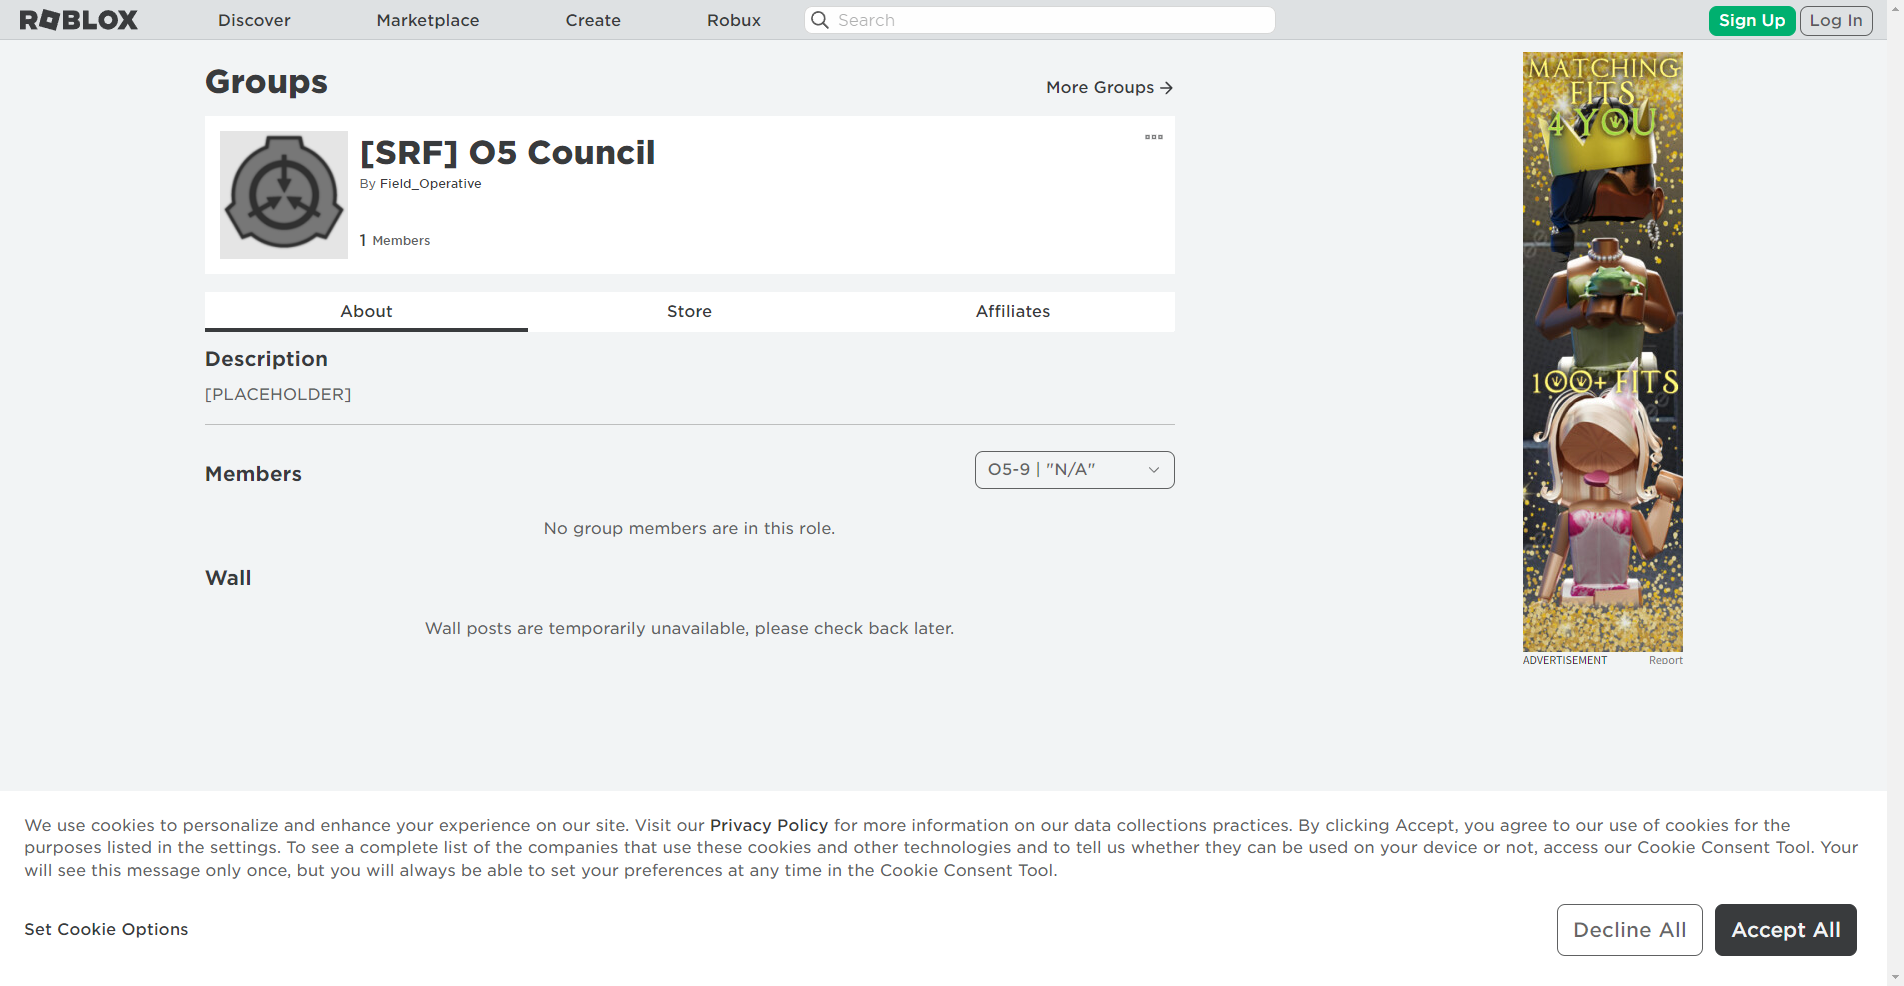 ROBLOX
Discover
Marketplace
Create
Robux
Search
Sign Up
Log In
Groups
More Groups
[SRF] O5 Council
By Field_Operative
1 Members
About
Store
Affiliates
Description
[PLACEHOLDER]
Members
O5-9 | "N/A"
No group members are in this role.
Wall
Wall posts are temporarily unavailable, please check back later.
MATCHING
FITS
4 YOU
100+ FITS
ADVERTISEMENT
Report
We use cookies to personalize and enhance your experience on our site. Visit our Privacy Policy for more information on our data collections practices. By clicking Accept, you agree to our use of cookies for the
purposes listed in the settings. To see a complete list of the companies that use these cookies and other technologies and to tell us whether they can be used on your device or not, access our Cookie Consent Tool. Your
will see this message only once, but you will always be able to set your preferences at any time in the Cookie Consent Tool.
Set Cookie Options
Decline All
Accept All